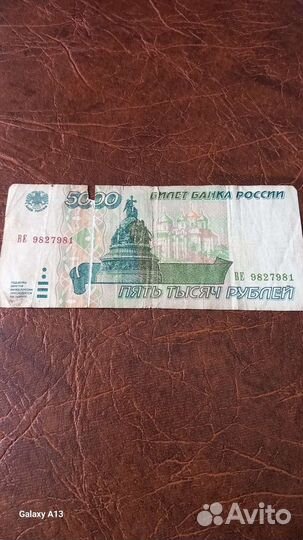 5000 БИЛЕТ БАНКА РОССИИ
ВЕ 9827981
ВЕ 9827981
ПЯТЬ ТЫСЯЧ РУБЛЕЙ
Galaxy A13
Avito